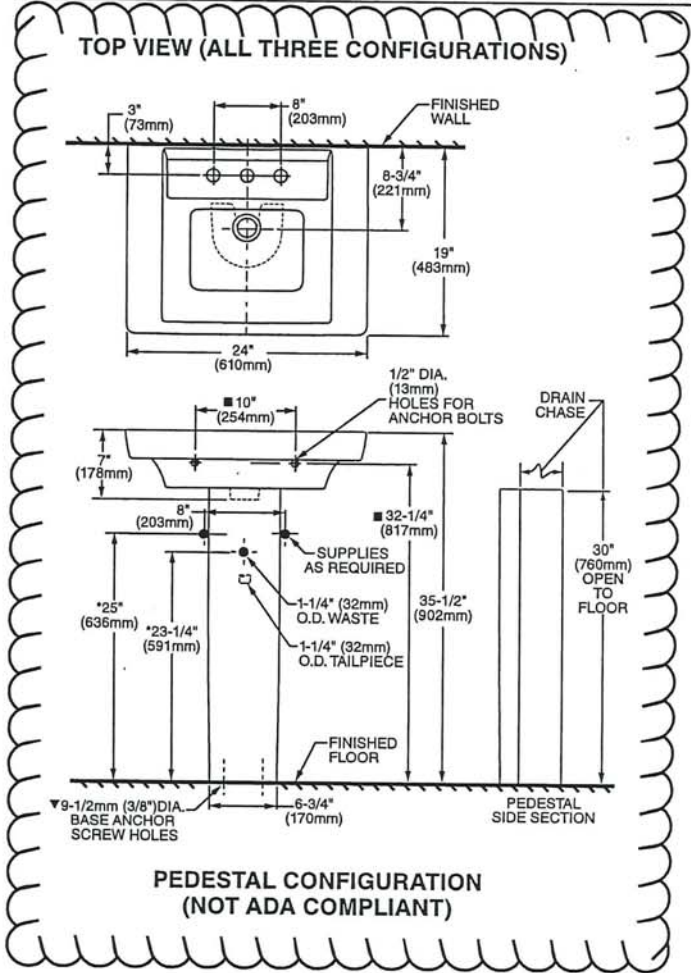 TOP VIEW (ALL THREE CONFIGURATIONS)
3"
(73mm)
8"
(203mm)
FINISHED
WALL
8-3/4"
(221mm)
19"
(483mm)
24"
(610mm)
■ 10"
(254mm)
1/2" DIA.
(13mm)
HOLES FOR
ANCHOR BOLTS
DRAIN
CHASE
7"
(178mm)
8"
(203mm)
■ 32-1/4"
(817mm)
SUPPLIES
AS REQUIRED
30"
(760mm)
OPEN
TO
FLOOR
*25"
(636mm)
*23-1/4"
(591mm)
1-1/4" (32mm)
O.D. WASTE
35-1/2"
(902mm)
1-1/4" (32mm)
O.D. TAILPIECE
FINISHED
FLOOR
▼9-1/2mm (3/8")DIA.
BASE ANCHOR
SCREW HOLES
6-3/4"
(170mm)
PEDESTAL
SIDE SECTION
PEDESTAL CONFIGURATION
(NOT ADA COMPLIANT)